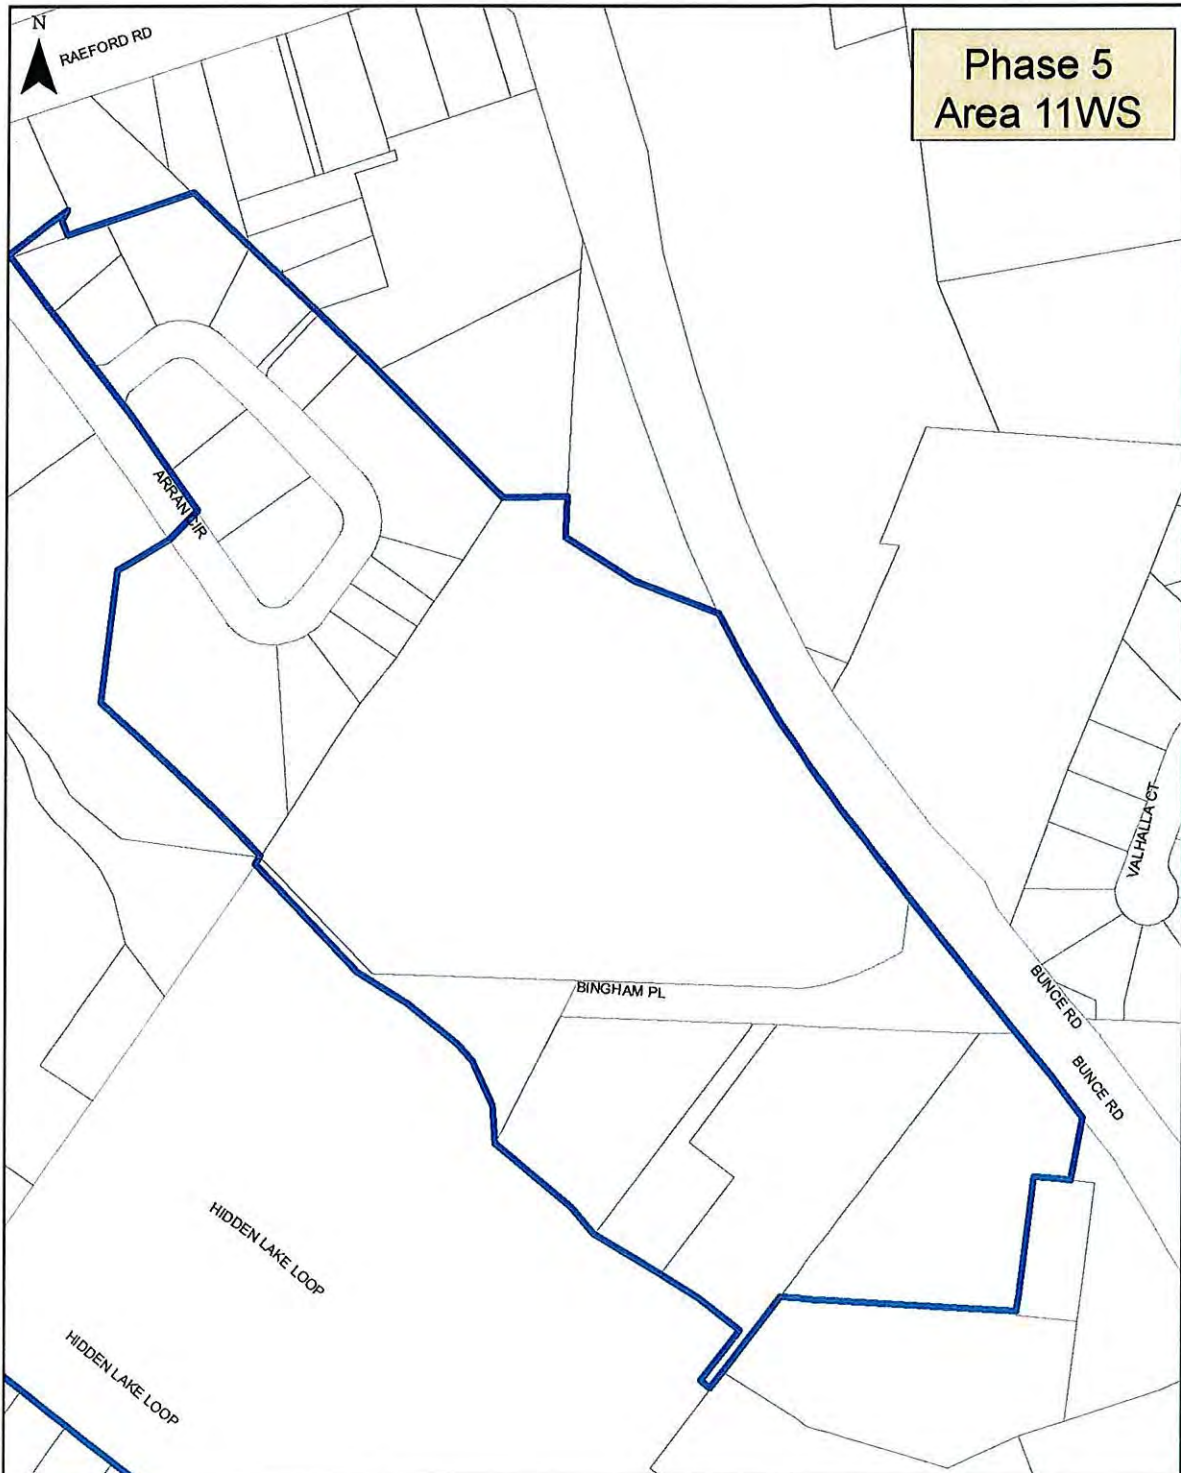 N
RAEFORD RD
Phase 5
Area 11WS
ARRAN CIR
VALHALLA CT
BINGHAM PL
BUNCE RD
BUNCE RD
HIDDEN LAKE LOOP
HIDDEN LAKE LOOP